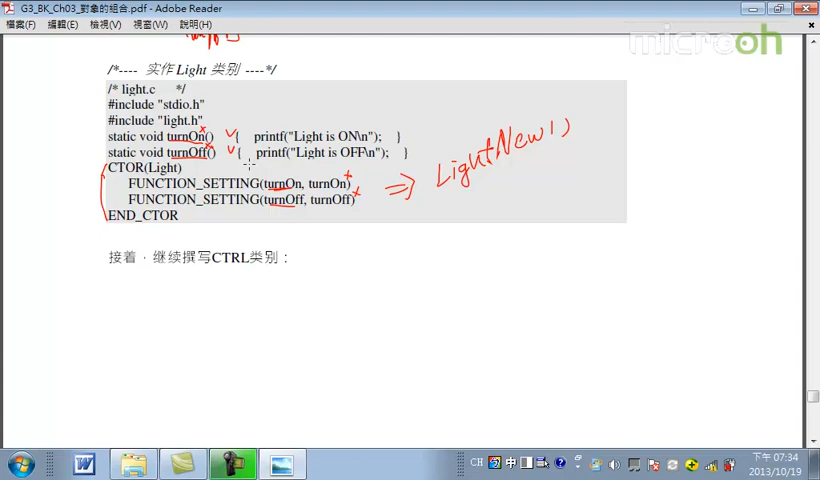 G3_BK_Ch03_對象的組合.pdf - Adobe Reader
檔案(F) 編輯(E) 檢視(V) 視窗(W) 說明(H)
microoh
/*---- 实作 Light 类别 ----*/
/* light.c */
#include "stdio.h"
#include "light.h"
static void turnOn() { printf("Light is ON\n"); }
static void turnOff() { printf("Light is OFF\n"); }
CTOR(Light)
FUNCTION_SETTING(turnOn, turnOn)
FUNCTION_SETTING(turnOff, turnOff)
END_CTOR
⇒ LightNew()
接着，继续撰写CTRL类别：
CH 中
下午 07:34
2013/10/19